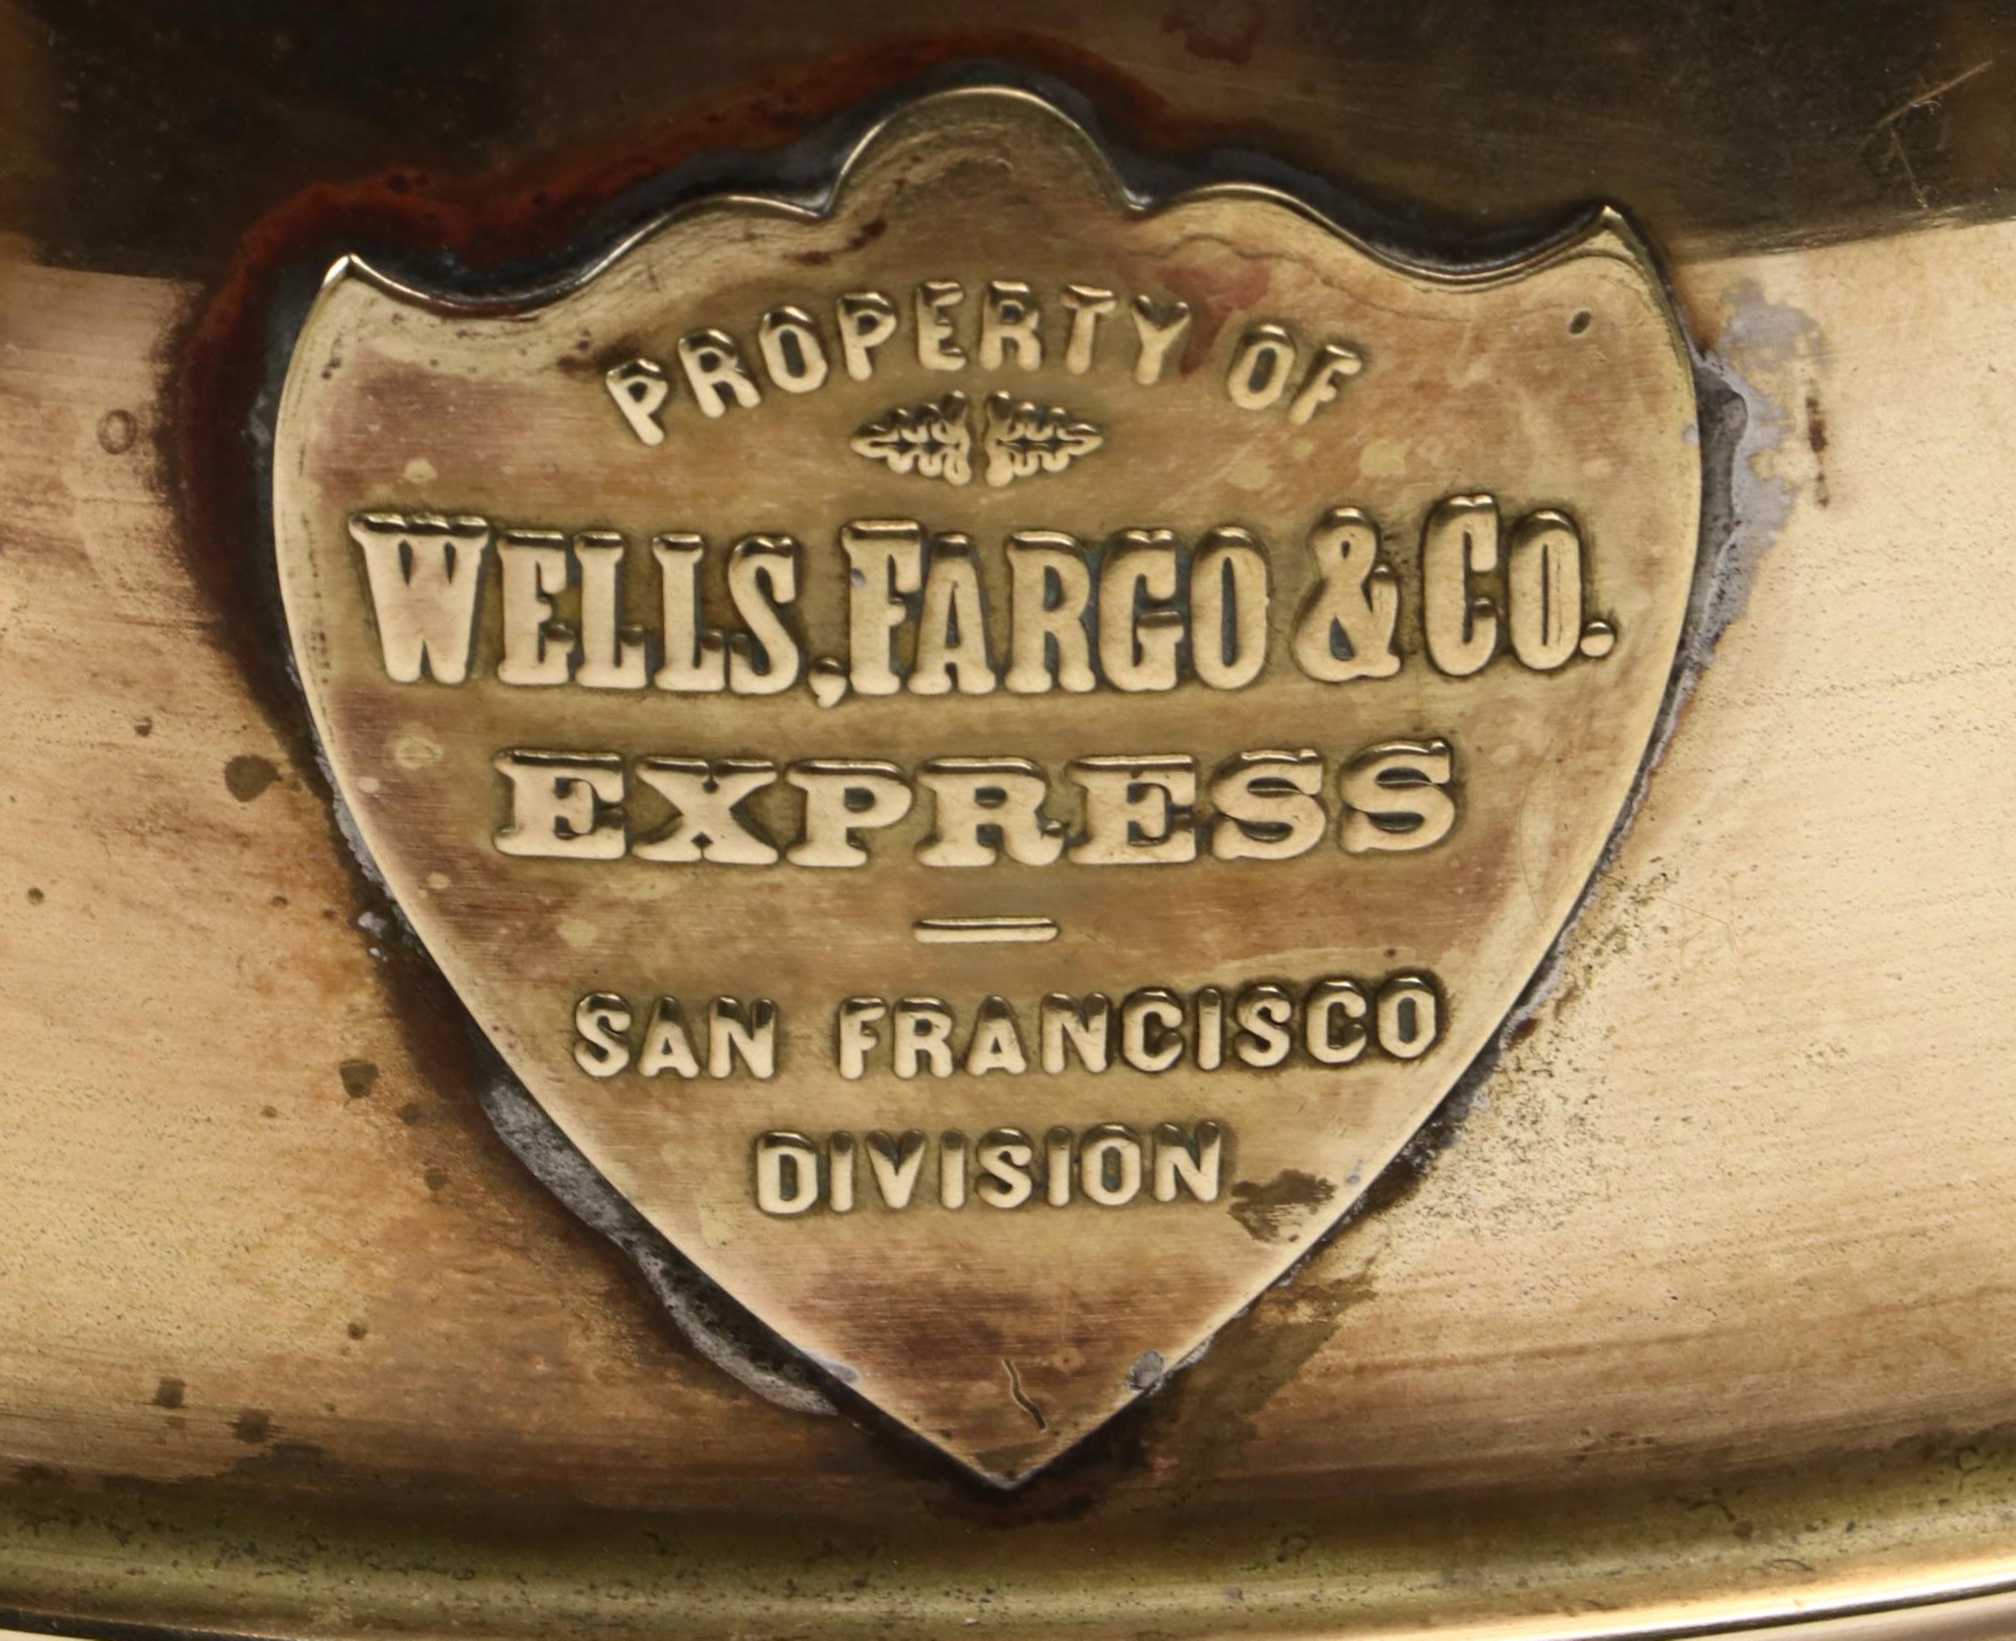 PROPERTY OF
WELLS, FARGO & CO.
EXPRESS
SAN FRANCISCO
DIVISION